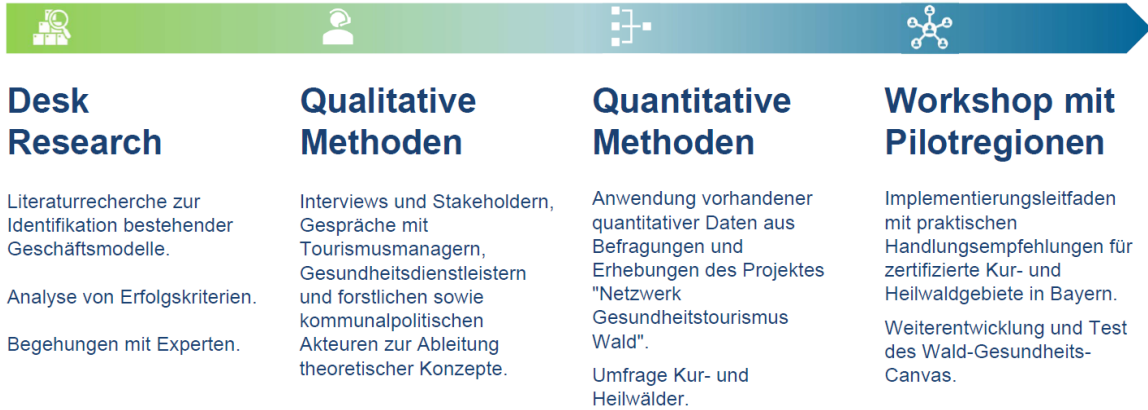 Desk
Research
Literaturrecherche zur
Identifikation bestehender
Geschäftsmodelle.
Analyse von Erfolgskriterien.
Begehungen mit Experten.
Qualitative
Methoden
Interviews und Stakeholdern,
Gespräche mit
Tourismusmanagern,
Gesundheitsdienstleistern
und forstlichen sowie
kommunalpolitischen
Akteuren zur Ableitung
theoretischer Konzepte.
Quantitative
Methoden
Anwendung vorhandener
quantitativer Daten aus
Befragungen und
Erhebungen des Projektes
"Netzwerk
Gesundheitstourismus
Wald".
Umfrage Kur- und
Heilwälder.
Workshop mit
Pilotregionen
Implementierungsleitfaden
mit praktischen
Handlungsempfehlungen für
zertifizierte Kur- und
Heilwaldgebiete in Bayern.
Weiterentwicklung und Test
des Wald-Gesundheits-
Canvas.